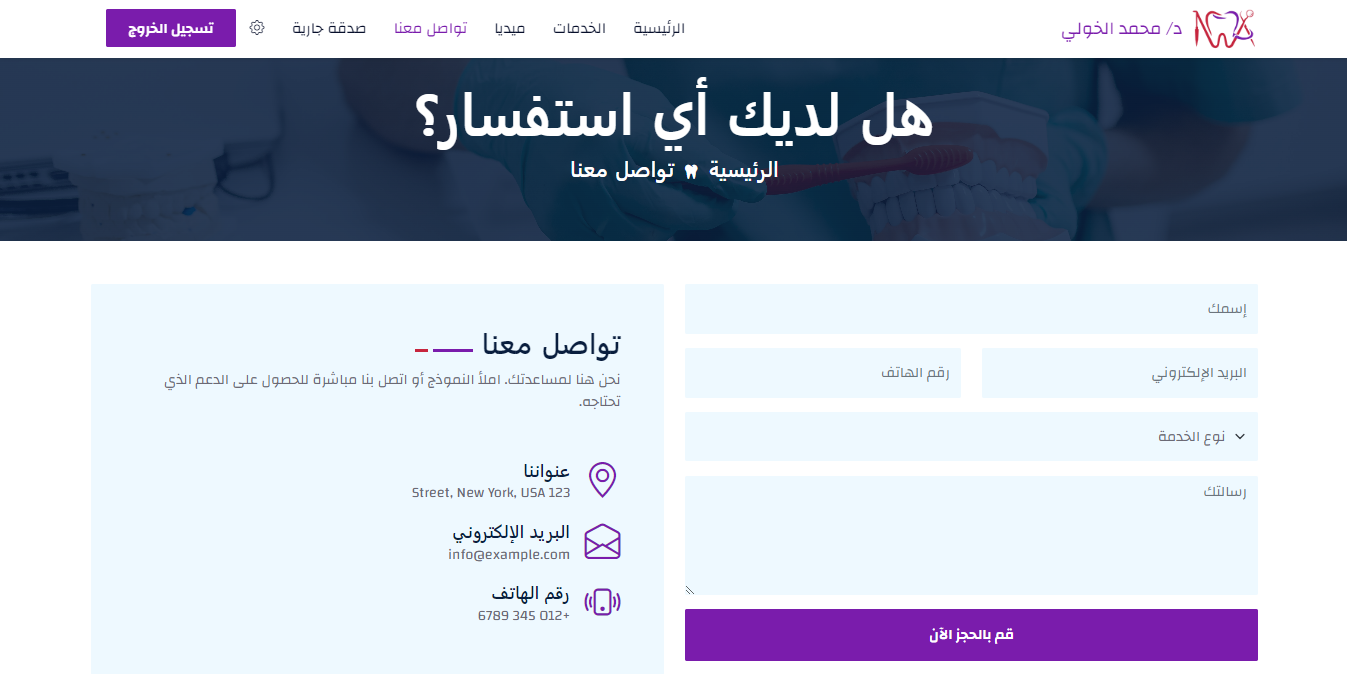 د/ محمد الخولي
الرئيسية الخدمات ميديا تواصل معنا صدقة جارية تسجيل الخروج
هل لديك أي استفسار؟
الرئيسية تواصل معنا
إسمك
البريد الإلكتروني رقم الهاتف
نوع الخدمة
رسالتك
قم بالحجز الآن
تواصل معنا
نحن هنا لمساعدتك. املأ النموذج أو اتصل بنا مباشرة للحصول على الدعم الذي
تحتاجه.
عنواننا
123 Street, New York, USA
البريد الإلكتروني
info@example.com
رقم الهاتف
+012 345 6789